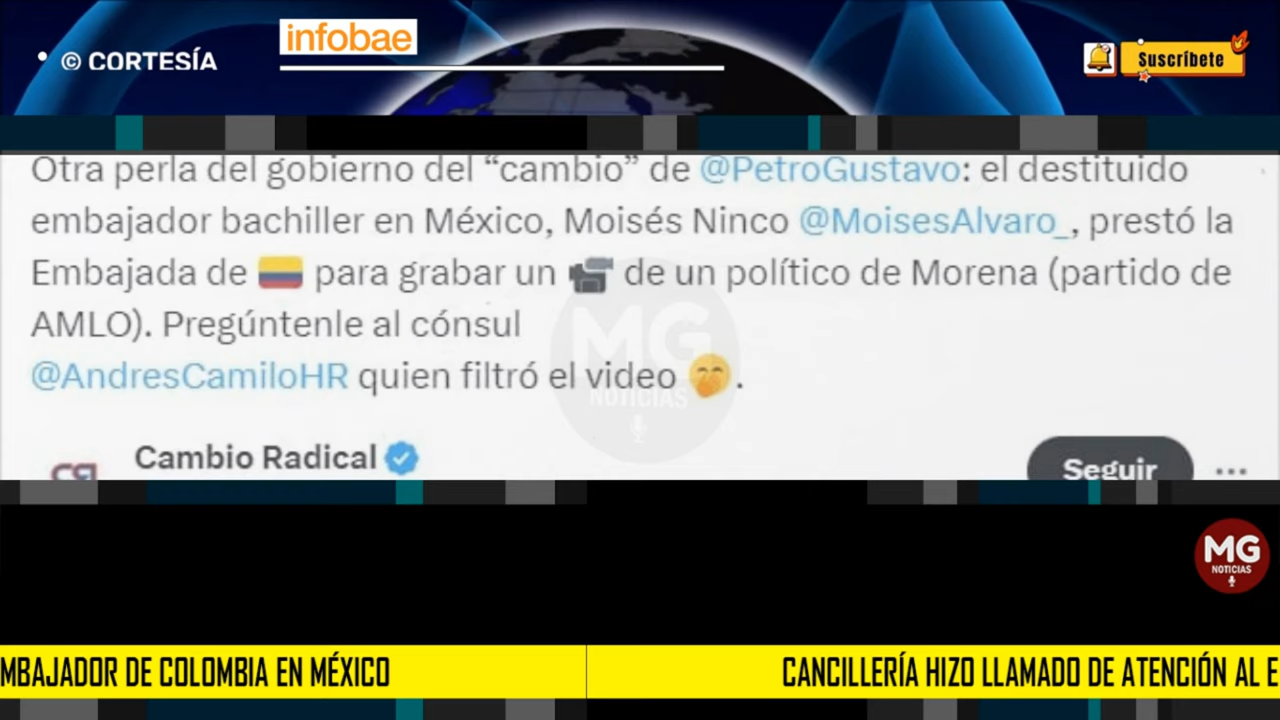 infobae
© CORTESÍA
Suscríbete
Otra perla del gobierno del “cambio” de @PetroGustavo: el destituido
embajador bachiller en México, Moisés Ninco @MoisesAlvaro_, prestó la
Embajada de 🇨🇴 para grabar un 📹 de un político de Morena (partido de
AMLO). Pregúntenle al cónsul
@AndresCamiloHR quien filtró el video 🤭.
MG
NOTICIAS
Cambio Radical
Seguir
MG
NOTICIAS
MBAJADOR DE COLOMBIA EN MÉXICO
CANCILLERÍA HIZO LLAMADO DE ATENCIÓN AL E